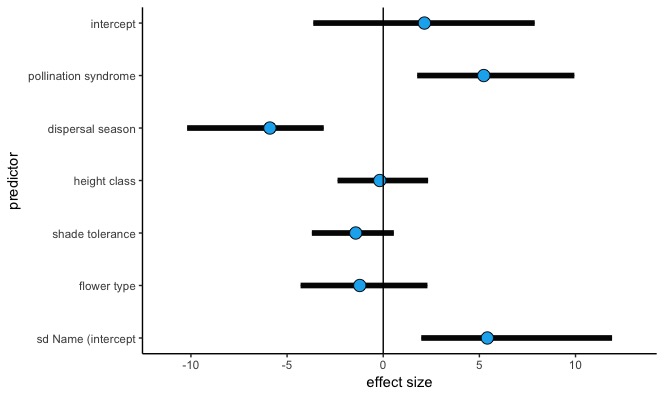 predictor
intercept
pollination syndrome
dispersal season
height class
shade tolerance
flower type
sd Name (intercept
-10 -5 0 5 10
effect size